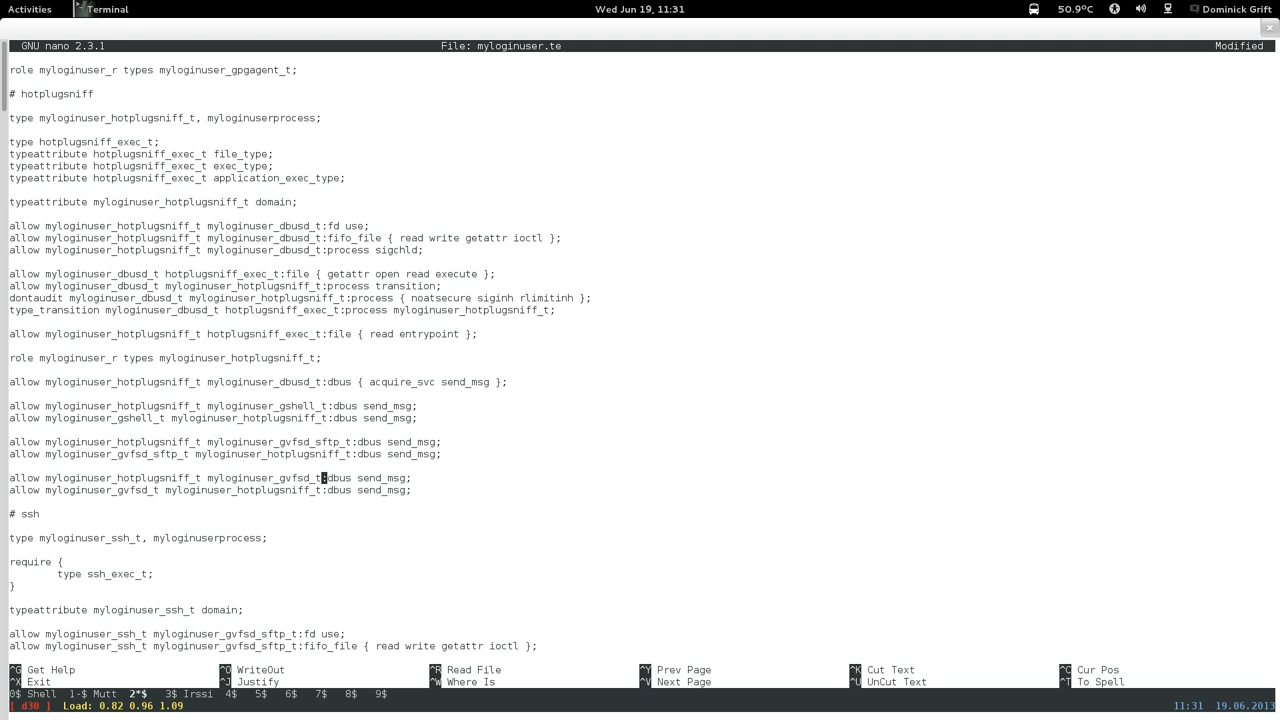 Activities Terminal Wed Jun 19, 11:31 50.9°C Dominick Grift
GNU nano 2.3.1 File: myloginuser.te Modified
role myloginuser_r types myloginuser_gpgagent_t;
# hotplugsniff
type myloginuser_hotplugsniff_t, myloginuserprocess;
type hotplugsniff_exec_t;
typeattribute hotplugsniff_exec_t file_type;
typeattribute hotplugsniff_exec_t exec_type;
typeattribute hotplugsniff_exec_t application_exec_type;
typeattribute myloginuser_hotplugsniff_t domain;
allow myloginuser_hotplugsniff_t myloginuser_dbusd_t:fd use;
allow myloginuser_hotplugsniff_t myloginuser_dbusd_t:fifo_file { read write getattr ioctl };
allow myloginuser_hotplugsniff_t myloginuser_dbusd_t:process sigchld;
allow myloginuser_dbusd_t hotplugsniff_exec_t:file { getattr open read execute };
allow myloginuser_dbusd_t myloginuser_hotplugsniff_t:process transition;
dontaudit myloginuser_dbusd_t myloginuser_hotplugsniff_t:process { noatsecure siginh rlimitinh };
type_transition myloginuser_dbusd_t hotplugsniff_exec_t:process myloginuser_hotplugsniff_t;
allow myloginuser_hotplugsniff_t hotplugsniff_exec_t:file { read entrypoint };
role myloginuser_r types myloginuser_hotplugsniff_t;
allow myloginuser_hotplugsniff_t myloginuser_dbusd_t:dbus { acquire_svc send_msg };
allow myloginuser_hotplugsniff_t myloginuser_gshell_t:dbus send_msg;
allow myloginuser_gshell_t myloginuser_hotplugsniff_t:dbus send_msg;
allow myloginuser_hotplugsniff_t myloginuser_gvfsd_sftp_t:dbus send_msg;
allow myloginuser_gvfsd_sftp_t myloginuser_hotplugsniff_t:dbus send_msg;
allow myloginuser_hotplugsniff_t myloginuser_gvfsd_t:dbus send_msg;
allow myloginuser_gvfsd_t myloginuser_hotplugsniff_t:dbus send_msg;
# ssh
type myloginuser_ssh_t, myloginuserprocess;
require {
type ssh_exec_t;
}
typeattribute myloginuser_ssh_t domain;
allow myloginuser_ssh_t myloginuser_gvfsd_sftp_t:fd use;
allow myloginuser_ssh_t myloginuser_gvfsd_sftp_t:fifo_file { read write getattr ioctl };
^G Get Help ^O WriteOut ^R Read File ^Y Prev Page ^K Cut Text ^C Cur Pos
^X Exit ^J Justify ^W Where Is ^V Next Page ^U UnCut Text ^T To Spell
0$ Shell 1-$ Mutt 2*$ 3$ Irssi 4$ 5$ 6$ 7$ 8$ 9$
[ d30 ] Load: 0.82 0.96 1.09 11:31 19.06.2013